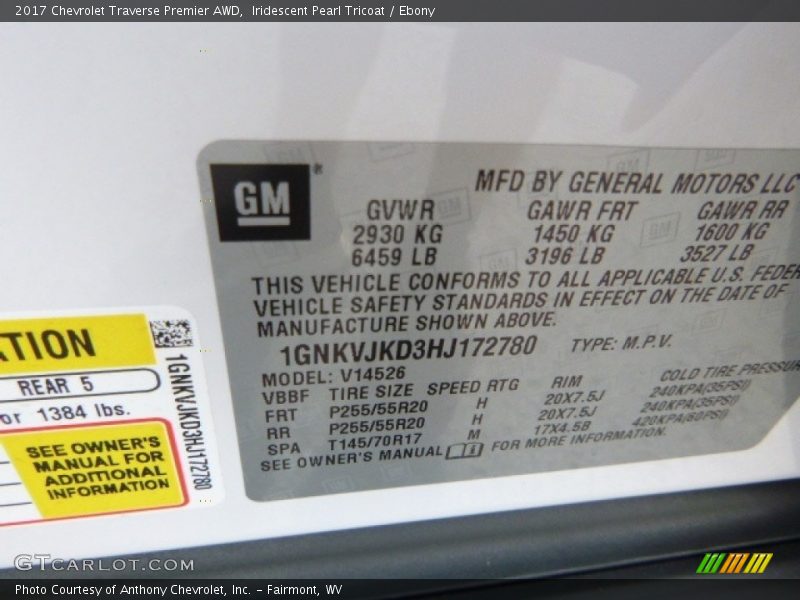 2017 Chevrolet Traverse Premier AWD,  Iridescent Pearl Tricoat / Ebony
GM
®
MFD BY GENERAL MOTORS LLC
GVWR GAWR FRT GAWR RR
2930 KG 1450 KG 1600 KG
6459 LB 3196 LB 3527 LB
THIS VEHICLE CONFORMS TO ALL APPLICABLE U.S. FEDER
VEHICLE SAFETY STANDARDS IN EFFECT ON THE DATE OF
MANUFACTURE SHOWN ABOVE.
1GNKVJKD3HJ172780 TYPE: M.P.V.
MODEL: V14526
VBBF TIRE SIZE SPEED RTG RIM COLD TIRE PRESSUR
FRT P255/55R20 H 20X7.5J 240KPA(35PSI)
RR P255/55R20 H 20X7.5J 240KPA(35PSI)
SPA T145/70R17 M 17X4.5B 420KPA(60PSI)
SEE OWNER'S MANUAL FOR MORE INFORMATION.
ATION
REAR 5
or 1384 lbs.
SEE OWNER'S
MANUAL FOR
ADDITIONAL
INFORMATION
1GNKVJKD3HJ172780
GTCARLOT.COM
Photo Courtesy of Anthony Chevrolet, Inc. - Fairmont, WV